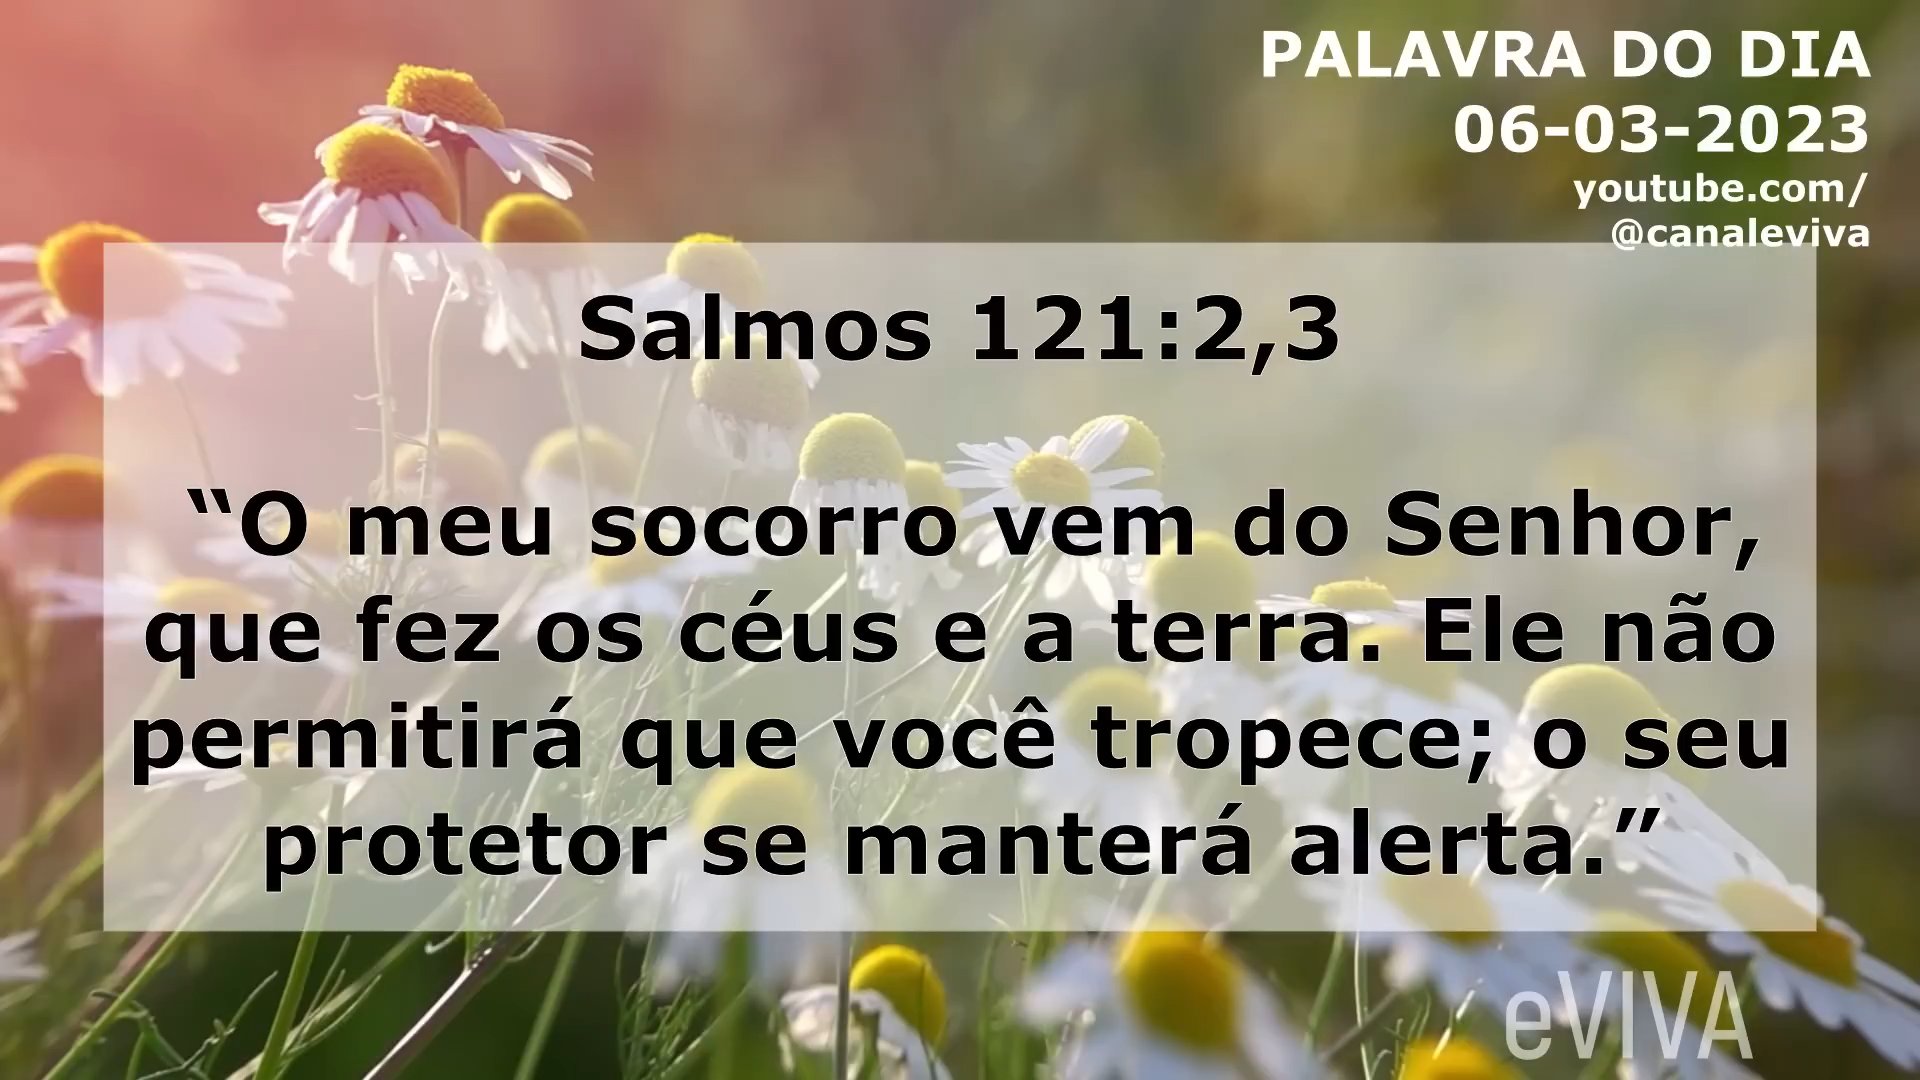 PALAVRA DO DIA
06-03-2023
youtube.com/
@canaleviva
Salmos 121:2,3
“O meu socorro vem do Senhor,
que fez os céus e a terra. Ele não
permitirá que você tropece; o seu
protetor se manterá alerta.”
eVIVA